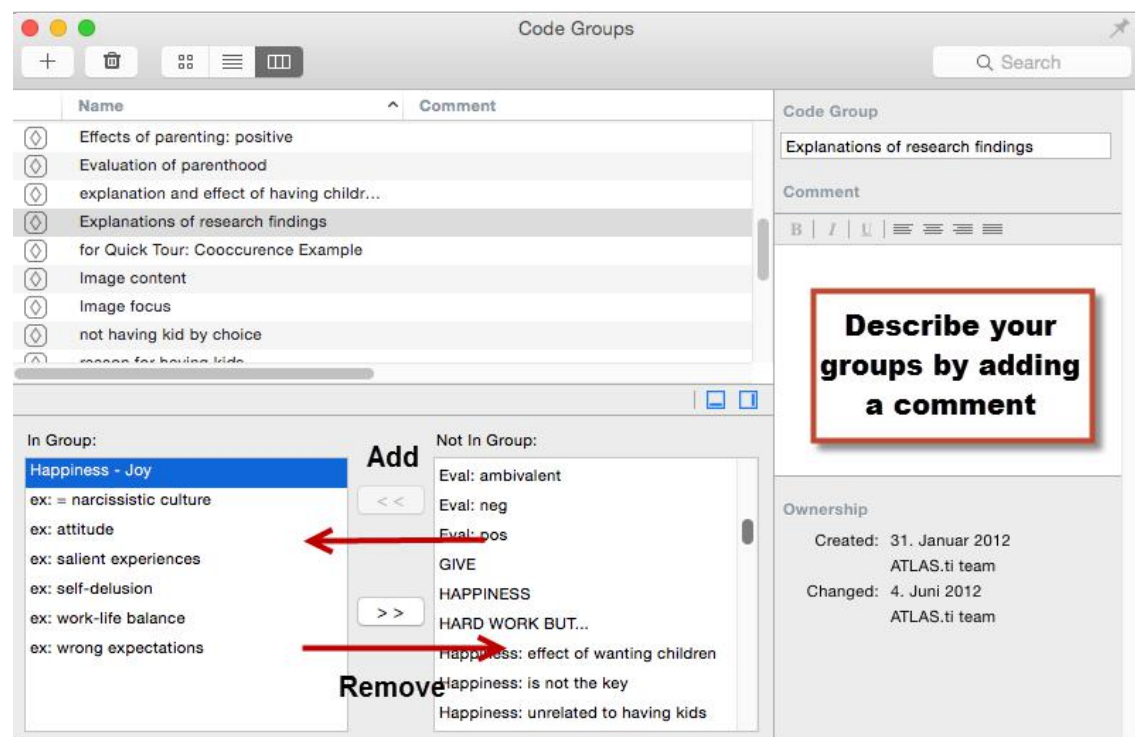 Code Groups
+
Search
Name ^ Comment
Effects of parenting: positive
Evaluation of parenthood
explanation and effect of having childr...
Explanations of research findings
for Quick Tour: Cooccurence Example
Image content
Image focus
not having kid by choice
reason for having kids
Code Group
Explanations of research findings
Comment
B | I | U |
Describe your
groups by adding
a comment
In Group:
Happiness - Joy
ex: = narcissistic culture
ex: attitude
ex: salient experiences
ex: self-delusion
ex: work-life balance
ex: wrong expectations
Add
<<
>>
Remove
Not In Group:
Eval: ambivalent
Eval: neg
Eval: pos
GIVE
HAPPINESS
HARD WORK BUT...
Happiness: effect of wanting children
Happiness: is not the key
Happiness: unrelated to having kids
Ownership
Created: 31. Januar 2012
ATLAS.ti team
Changed: 4. Juni 2012
ATLAS.ti team